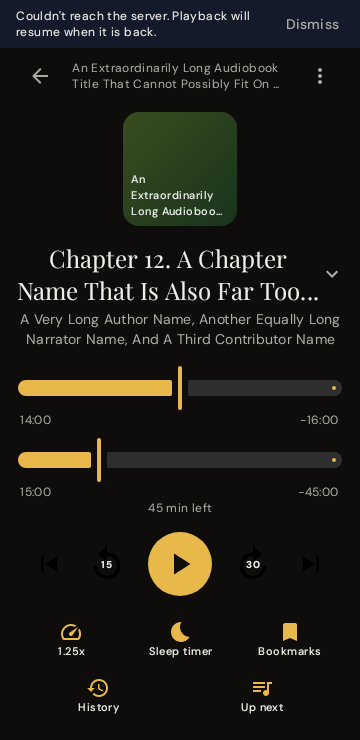 Couldn't reach the server. Playback will
resume when it is back.
Dismiss
An Extraordinarily Long Audiobook
Title That Cannot Possibly Fit On …
An
Extraordinarily
Long Audioboo…
Chapter 12. A Chapter
Name That Is Also Far Too…
A Very Long Author Name, Another Equally Long
Narrator Name, And A Third Contributor Name
14:00
-16:00
15:00
-45:00
45 min left
15
30
1.25x
Sleep timer
Bookmarks
History
Up next